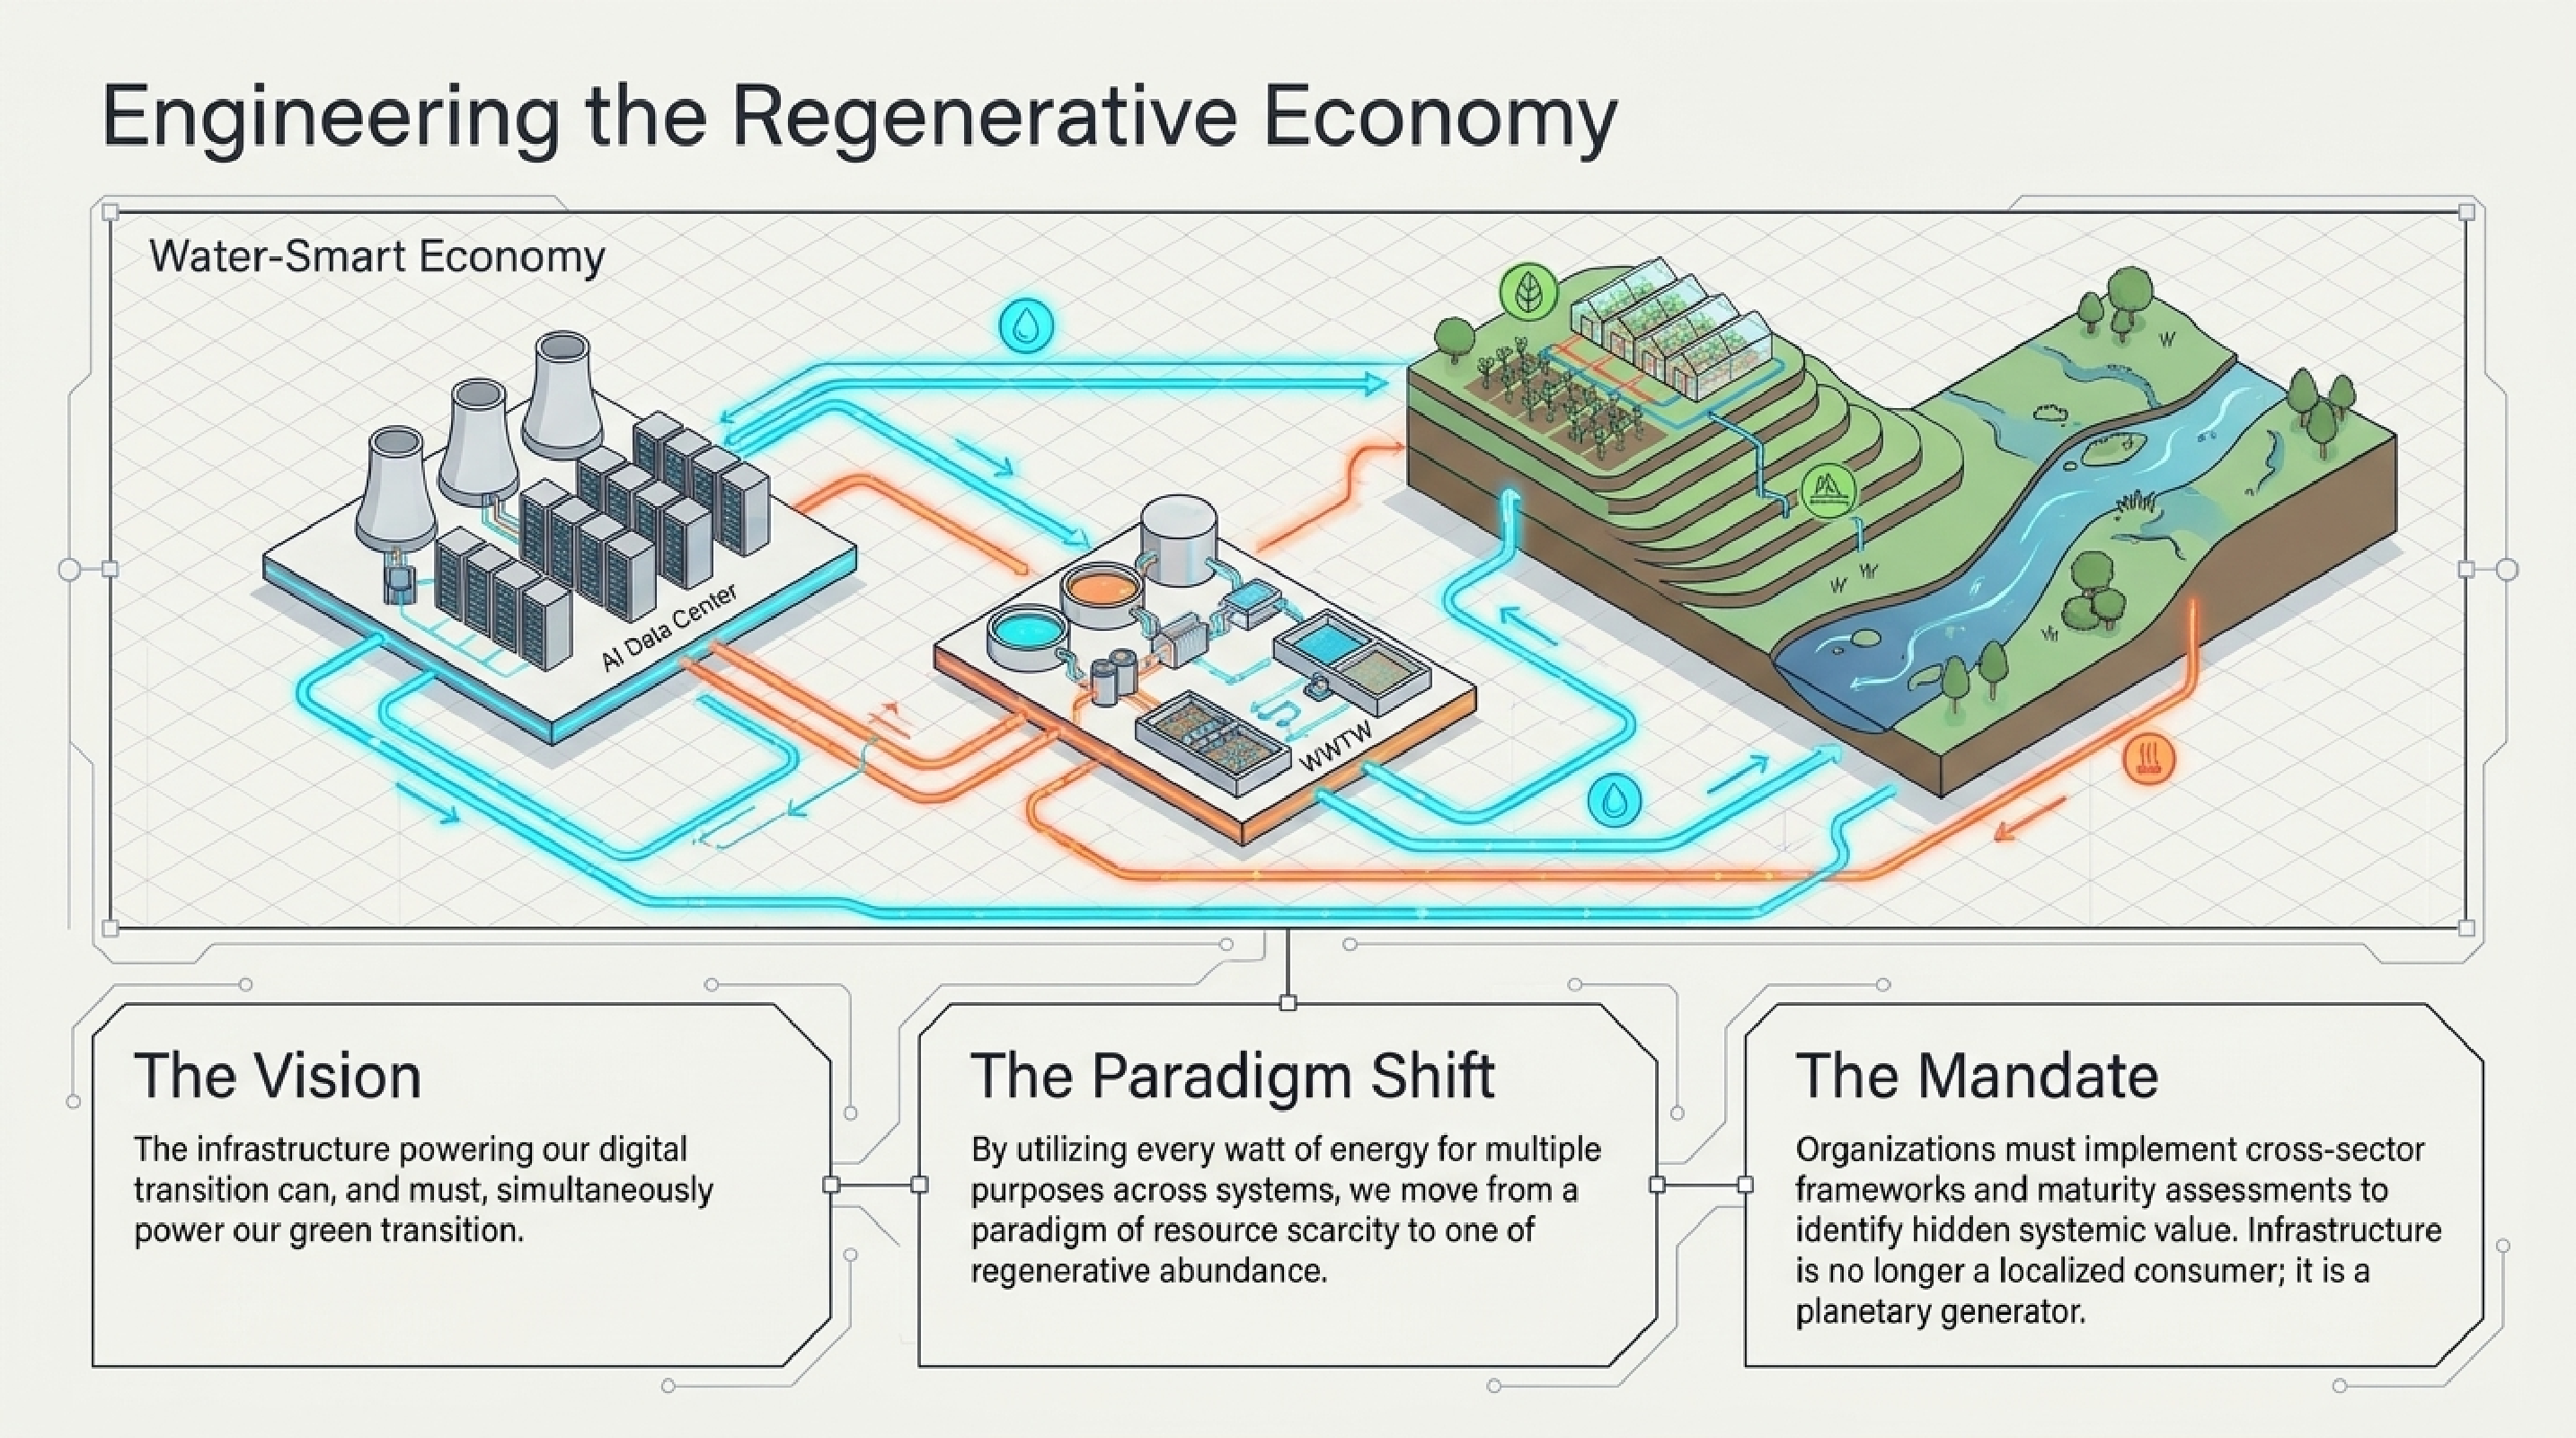 Engineering the Regenerative Economy
Water-Smart Economy
AI Data Center
WWTW
The Vision
The infrastructure powering our digital
transition can, and must, simultaneously
power our green transition.
The Paradigm Shift
By utilizing every watt of energy for multiple
purposes across systems, we move from a
paradigm of resource scarcity to one of
regenerative abundance.
The Mandate
Organizations must implement cross-sector
frameworks and maturity assessments to
identify hidden systemic value. Infrastructure
is no longer a localized consumer; it is a
planetary generator.